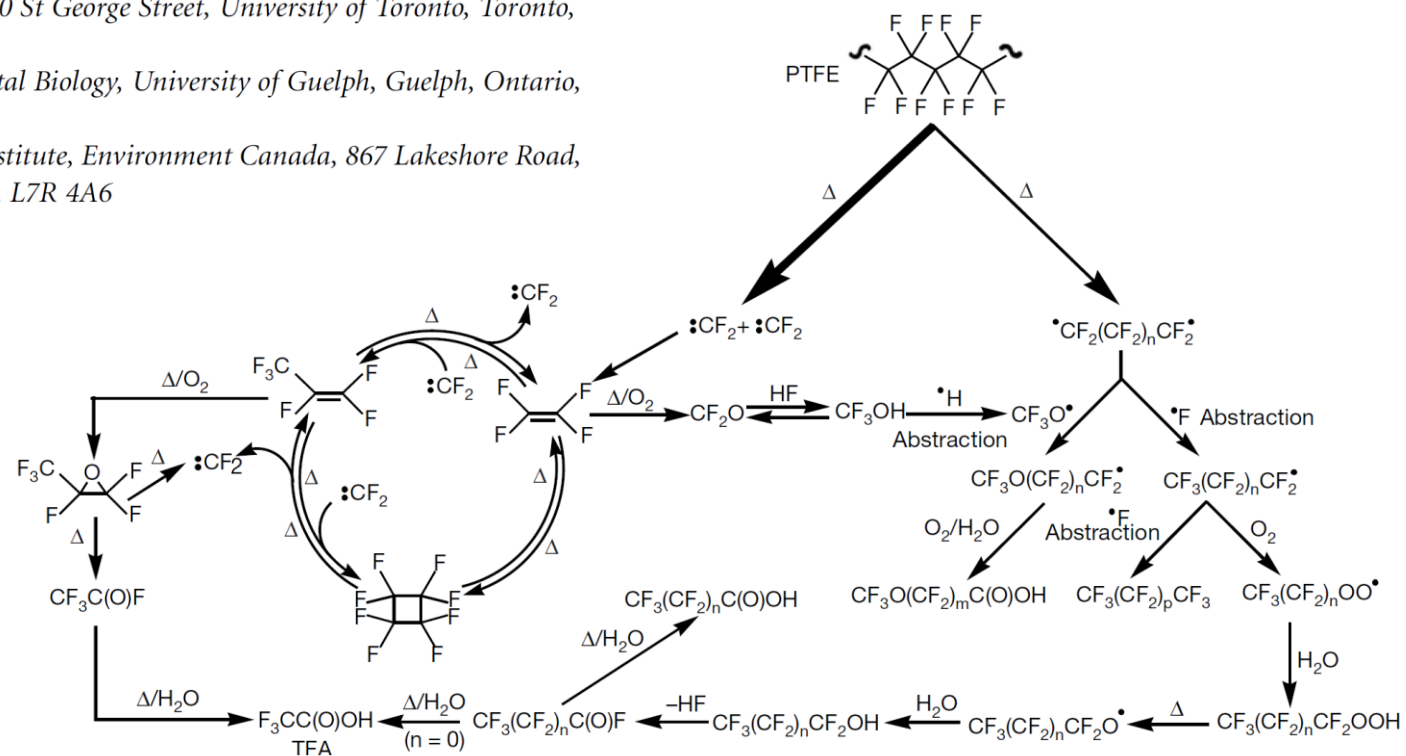 0 St George Street, University of Toronto, Toronto,
tal Biology, University of Guelph, Guelph, Ontario,
stitute, Environment Canada, 867 Lakeshore Road,
L7R 4A6
F F F F
PTFE
F F F F F F
Δ Δ
:CF₂
Δ
:CF₂ + :CF₂
•CF₂(CF₂)ₙCF₂•
F₃C F
F F
Δ
:CF₂
Δ/O₂
F F
F F
Δ/O₂
CF₂O
HF
CF₃OH
•H
Abstraction
CF₃O•
•F Abstraction
F₃C O F
F F
Δ
:CF2
Δ
:CF₂
Δ
Δ
Δ
CF₃O(CF₂)ₙCF₂•
CF₃(CF₂)ₙCF₂•
Δ
O₂/H₂O
•F
Abstraction
O₂
CF₃C(O)F
F F
F F
F F
F F
CF₃(CF₂)ₙC(O)OH
CF₃O(CF₂)ₘC(O)OH
CF₃(CF₂)ₚCF₃
CF₃(CF₂)ₙOO•
Δ/H₂O
H₂O
Δ/H₂O
F₃CC(O)OH
TFA
Δ/H₂O
(n = 0)
CF₃(CF₂)ₙC(O)F
–HF
CF₃(CF₂)ₙCF₂OH
H₂O
CF₃(CF₂)ₙCF₂O•
Δ
CF₃(CF₂)ₙCF₂OOH